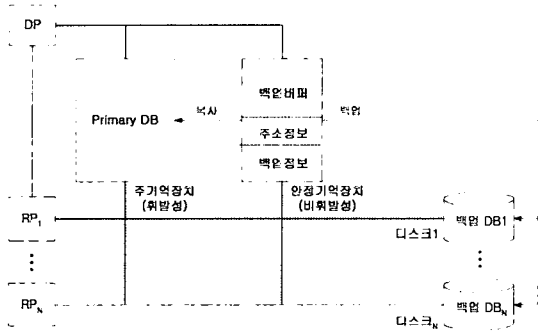 DP
백업버퍼
Primary DB
복사
백업
주소정보
백업정보
주기억장치
(휘발성)
안정기억장치
(비휘발성)
RP₁
백업 DB1
디스크1
RPN
백업 DBN
디스크N